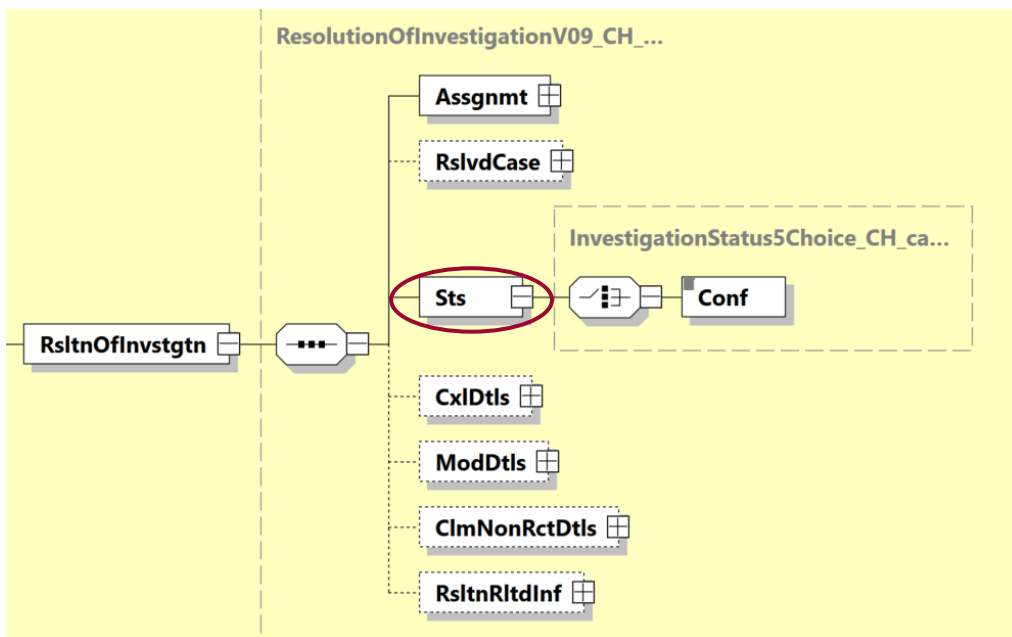 ResolutionOfInvestigationV09_CH_...
Assgnmt
RslvdCase
InvestigationStatus5Choice_CH_ca...
Sts
Conf
RsltnOfInvstgtn
CxlDtls
ModDtls
ClmNonRctDtls
RsltnRltdInf